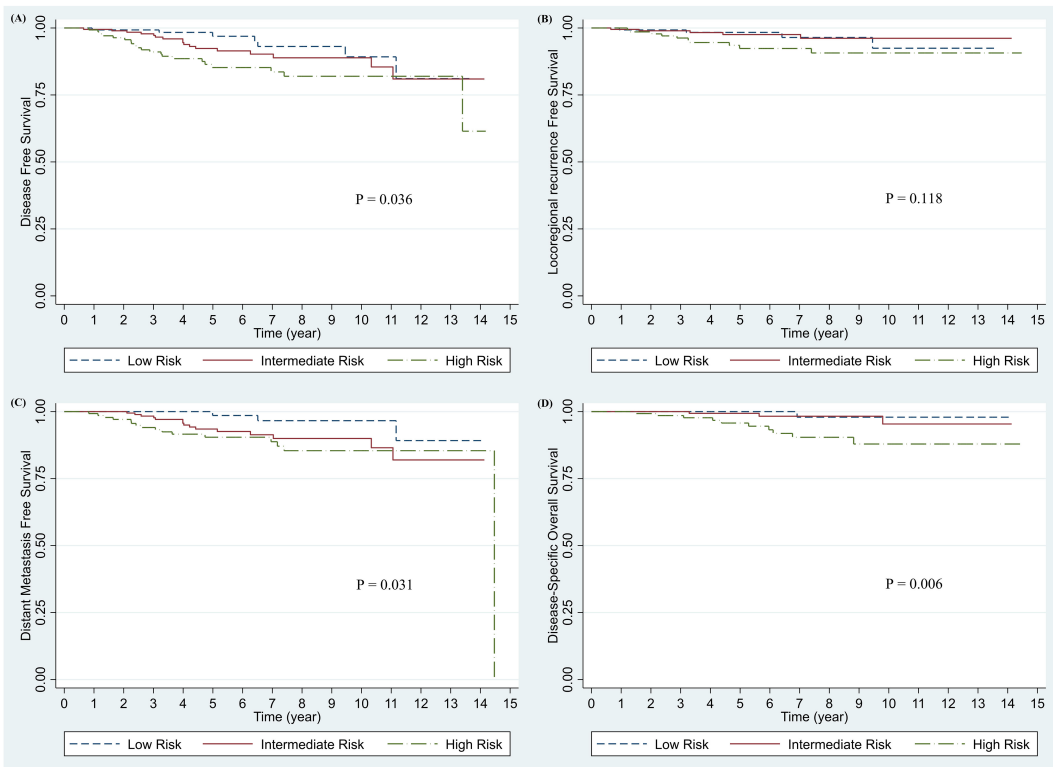 (A)
Disease Free Survival
1.00
0.75
0.50
0.25
0.00
P = 0.036
0 1 2 3 4 5 6 7 8 9 10 11 12 13 14 15
Time (year)
Low Risk Intermediate Risk High Risk
(B)
Locoregional recurrence Free Survival
1.00
0.75
0.50
0.25
0.00
P = 0.118
0 1 2 3 4 5 6 7 8 9 10 11 12 13 14 15
Time (year)
Low Risk Intermediate Risk High Risk
(C)
Distant Metastasis Free Survival
1.00
0.75
0.50
0.25
0.00
P = 0.031
0 1 2 3 4 5 6 7 8 9 10 11 12 13 14 15
Time (year)
Low Risk Intermediate Risk High Risk
(D)
Disease-Specific Overall Survival
1.00
0.75
0.50
0.25
0.00
P = 0.006
0 1 2 3 4 5 6 7 8 9 10 11 12 13 14 15
Time (year)
Low Risk Intermediate Risk High Risk